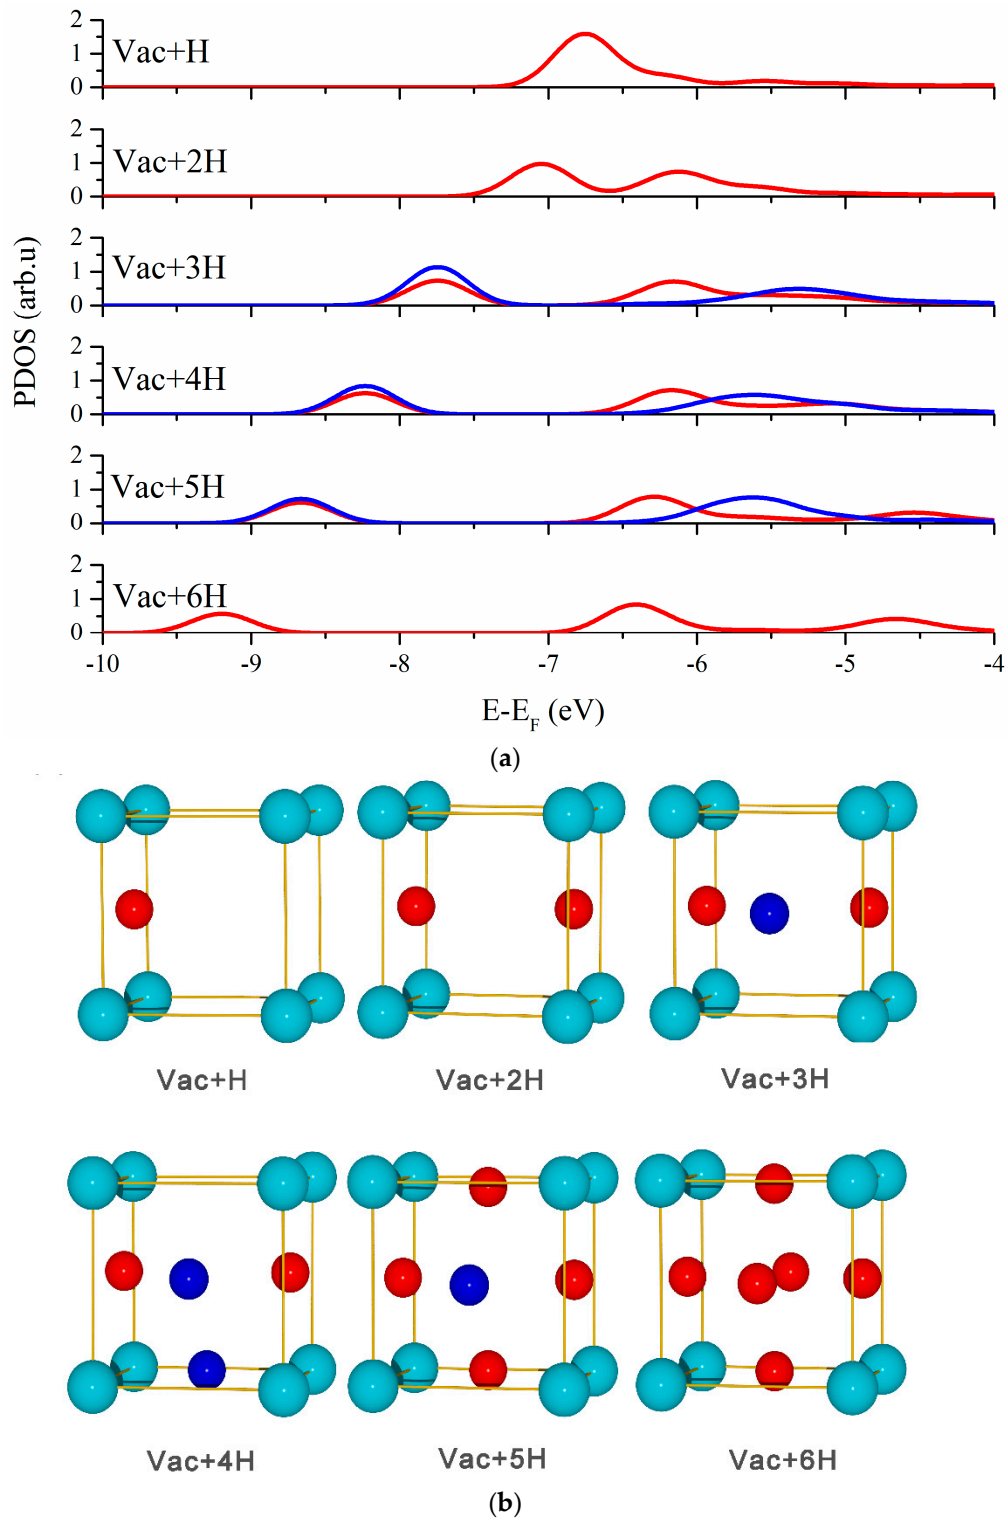 2
1
0
Vac+H
2
1
0
Vac+2H
2
1
0
Vac+3H
2
1
0
Vac+4H
2
1
0
Vac+5H
2
1
0
Vac+6H
PDOS (arb.u)
-10 -9 -8 -7 -6 -5 -4
E-E_F (eV)
(a)
Vac+H Vac+2H Vac+3H
Vac+4H Vac+5H Vac+6H
(b)